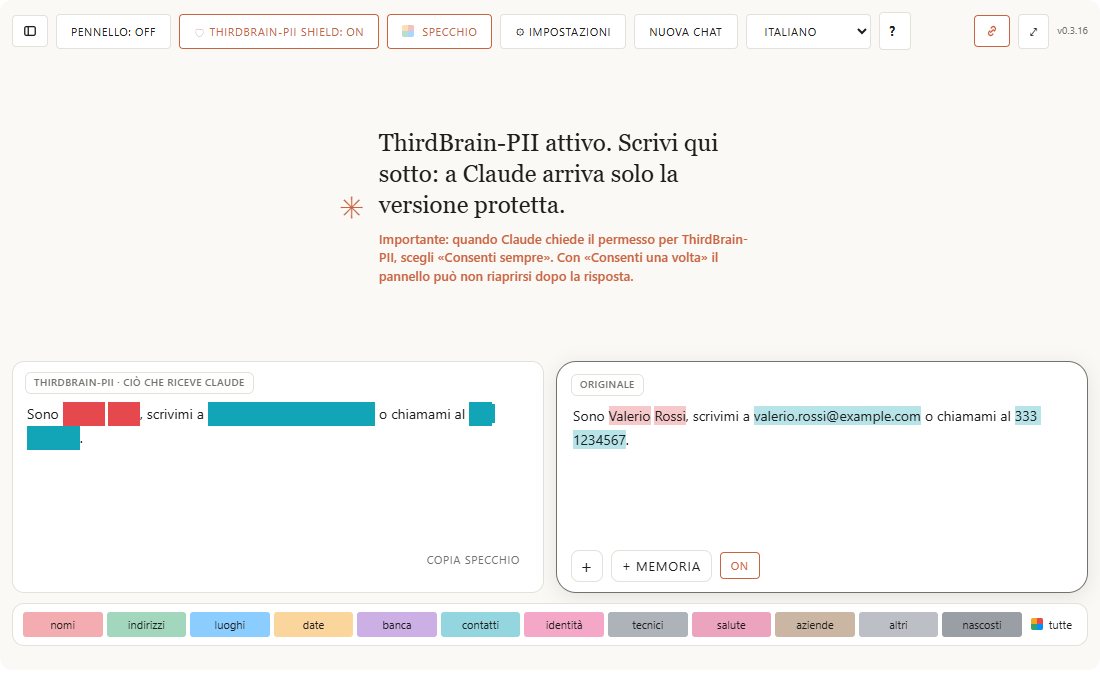 PENNELLO: OFF
THIRDBRAIN-PII SHIELD: ON
SPECCHIO
IMPOSTAZIONI
NUOVA CHAT
ITALIANO
?
v0.3.16
ThirdBrain-PII attivo. Scrivi qui
sotto: a Claude arriva solo la
versione protetta.
Importante: quando Claude chiede il permesso per ThirdBrain-
PII, scegli «Consenti sempre». Con «Consenti una volta» il
pannello può non riaprirsi dopo la risposta.
THIRDBRAIN-PII · CIÒ CHE RICEVE CLAUDE
Sono , scrivimi a o chiamami al
.
COPIA SPECCHIO
ORIGINALE
Sono Valerio Rossi, scrivimi a valerio.rossi@example.com o chiamami al 333
1234567.
+
+ MEMORIA
ON
nomi
indirizzi
luoghi
date
banca
contatti
identità
tecnici
salute
aziende
altri
nascosti
tutte